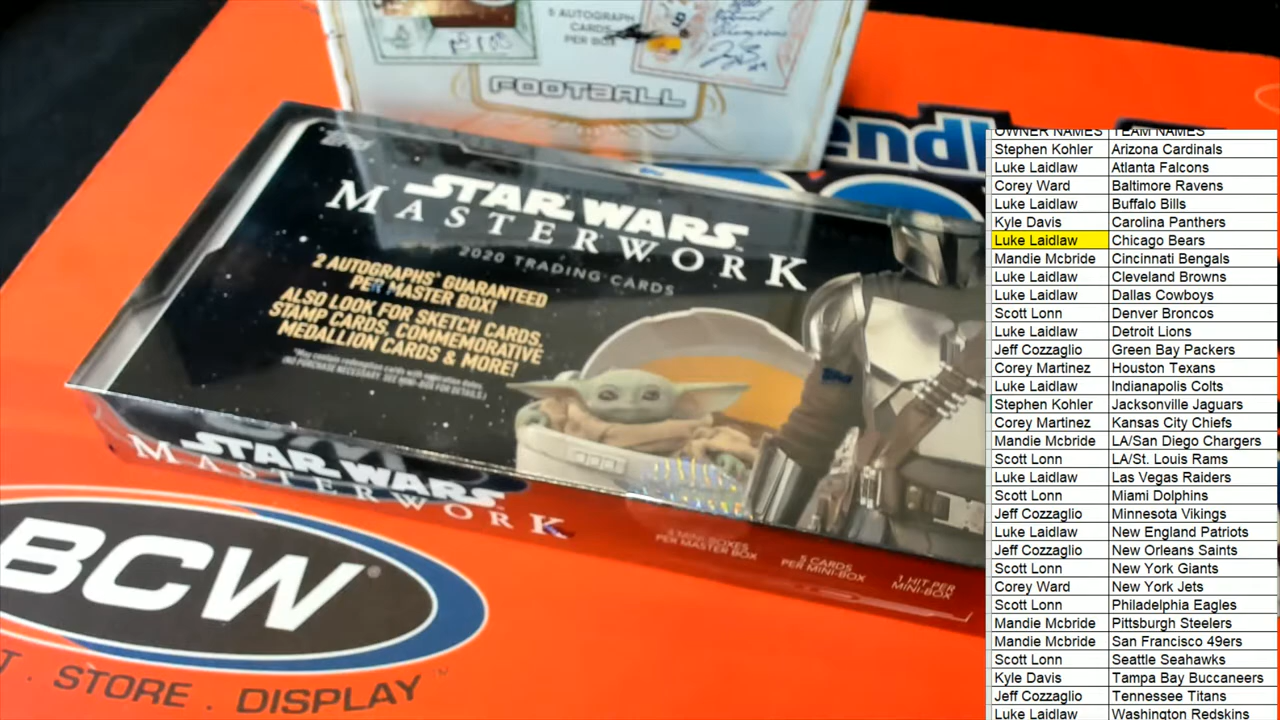 5 AUTOGRAPH
CARDS
PER BOX
FOOTBALL
endl
topps
STAR WARS
MASTERWORK
2020 TRADING CARDS
2 AUTOGRAPHS* GUARANTEED
PER MASTER BOX!
ALSO LOOK FOR SKETCH CARDS,
STAMP CARDS, COMMEMORATIVE
MEDALLION CARDS & MORE!
STAR WARS
MASTERWORK
4 MINI-BOXES
PER MASTER BOX
5 CARDS
PER MINI-BOX
1 HIT PER
MINI-BOX
BCW®
T . STORE . DISPLAY™
OWNER NAMES TEAM NAMES
Stephen Kohler Arizona Cardinals
Luke Laidlaw Atlanta Falcons
Corey Ward Baltimore Ravens
Luke Laidlaw Buffalo Bills
Kyle Davis Carolina Panthers
Luke Laidlaw Chicago Bears
Mandie Mcbride Cincinnati Bengals
Luke Laidlaw Cleveland Browns
Luke Laidlaw Dallas Cowboys
Scott Lonn Denver Broncos
Luke Laidlaw Detroit Lions
Jeff Cozzaglio Green Bay Packers
Corey Martinez Houston Texans
Luke Laidlaw Indianapolis Colts
Stephen Kohler Jacksonville Jaguars
Corey Martinez Kansas City Chiefs
Mandie Mcbride LA/San Diego Chargers
Scott Lonn LA/St. Louis Rams
Luke Laidlaw Las Vegas Raiders
Scott Lonn Miami Dolphins
Jeff Cozzaglio Minnesota Vikings
Luke Laidlaw New England Patriots
Jeff Cozzaglio New Orleans Saints
Scott Lonn New York Giants
Corey Ward New York Jets
Scott Lonn Philadelphia Eagles
Mandie Mcbride Pittsburgh Steelers
Mandie Mcbride San Francisco 49ers
Scott Lonn Seattle Seahawks
Kyle Davis Tampa Bay Buccaneers
Jeff Cozzaglio Tennessee Titans
Luke Laidlaw Washington Redskins